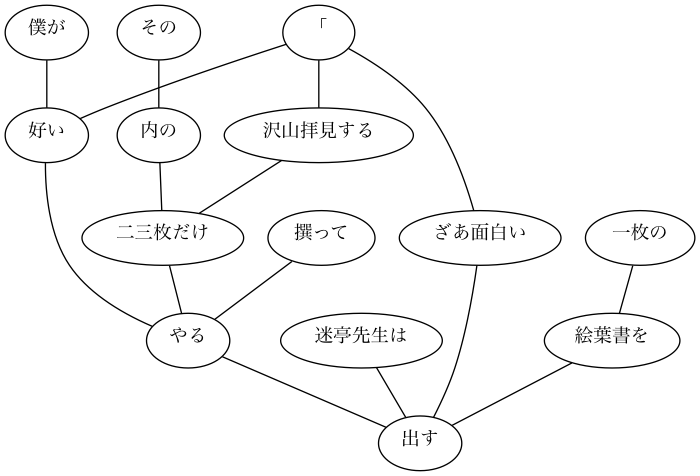 僕が
その
「
好い
内の
沢山拝見する
二三枚だけ
撰って
ざあ面白い
一枚の
やる
迷亭先生は
絵葉書を
出す